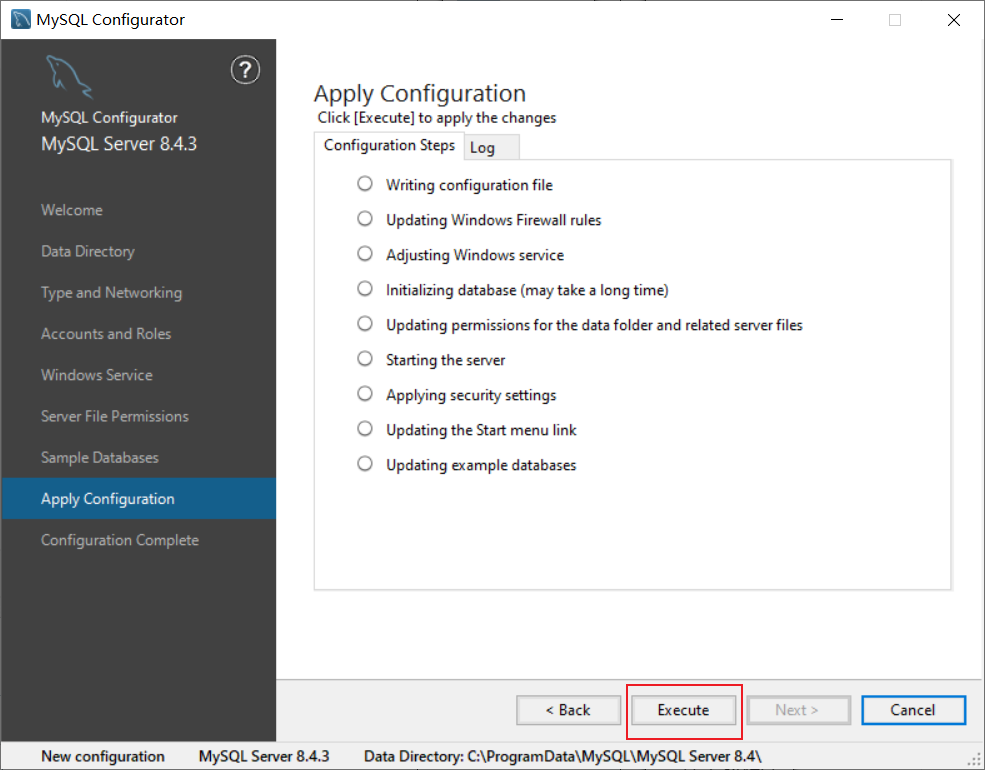 MySQL Configurator
?
MySQL Configurator
MySQL Server 8.4.3
Welcome
Data Directory
Type and Networking
Accounts and Roles
Windows Service
Server File Permissions
Sample Databases
Apply Configuration
Configuration Complete
Apply Configuration
Click [Execute] to apply the changes
Configuration Steps Log
Writing configuration file
Updating Windows Firewall rules
Adjusting Windows service
Initializing database (may take a long time)
Updating permissions for the data folder and related server files
Starting the server
Applying security settings
Updating the Start menu link
Updating example databases
< Back Execute Next > Cancel
New configuration MySQL Server 8.4.3 Data Directory: C:\ProgramData\MySQL\MySQL Server 8.4\